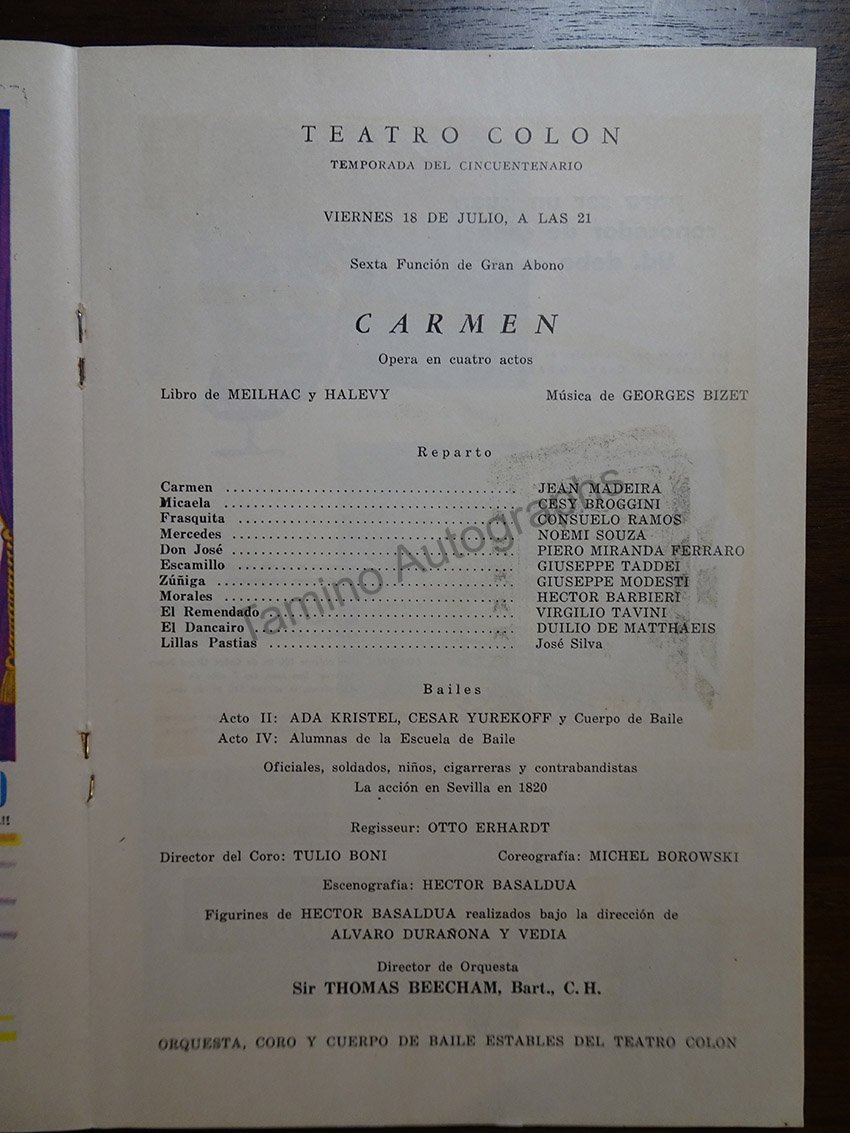 TEATRO COLON
TEMPORADA DEL CINCUENTENARIO
VIERNES 18 DE JULIO, A LAS 21
Sexta Función de Gran Abono
CARMEN
Opera en cuatro actos
Libro de MEILHAC y HALEVY Música de GEORGES BIZET
Reparto
Carmen ........................................ JEAN MADEIRA
Micaela ........................................ CESY BROGGINI
Frasquita ...................................... CONSUELO RAMOS
Mercedes ....................................... NOEMI SOUZA
Don José ....................................... PIERO MIRANDA FERRARO
Escamillo ...................................... GIUSEPPE TADDEI
Zúñiga ......................................... GIUSEPPE MODESTI
Morales ........................................ HECTOR BARBIERI
El Remendado ................................... VIRGILIO TAVINI
El Dancairo .................................... DUILIO DE MATTHAEIS
Lillas Pastias ................................. José Silva
Tamino Autographs
Bailes
Acto II: ADA KRISTEL, CESAR YUREKOFF y Cuerpo de Baile
Acto IV: Alumnas de la Escuela de Baile
Oficiales, soldados, niños, cigarreras y contrabandistas
La acción en Sevilla en 1820
Regisseur: OTTO ERHARDT
Director del Coro: TULIO BONI Coreografía: MICHEL BOROWSKI
Escenografía: HECTOR BASALDUA
Figurines de HECTOR BASALDUA realizados bajo la dirección de
ALVARO DURAÑONA Y VEDIA
Director de Orquesta
Sir THOMAS BEECHAM, Bart., C. H.
ORQUESTA, CORO Y CUERPO DE BAILE ESTABLES DEL TEATRO COLON